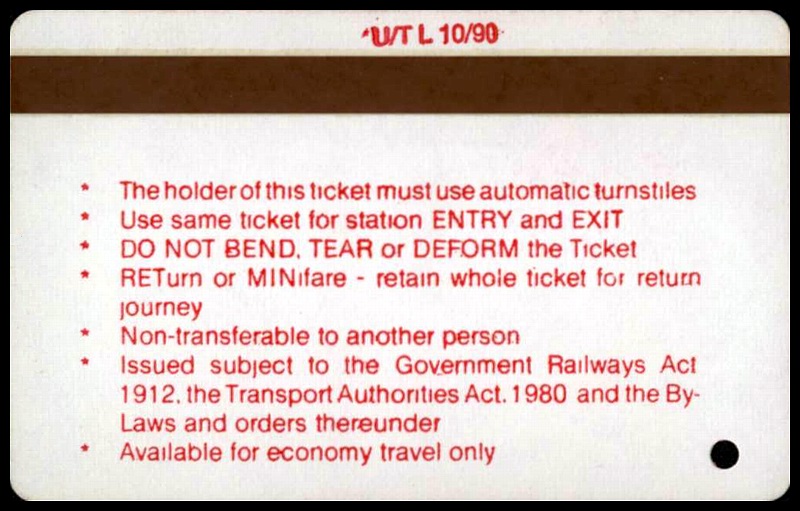 *U/T L 10/90
* The holder of this ticket must use automatic turnstiles
* Use same ticket for station ENTRY and EXIT
* DO NOT BEND, TEAR or DEFORM the Ticket
* RETurn or MINifare - retain whole ticket for return
journey
* Non-transferable to another person
* Issued subject to the Government Railways Act
1912, the Transport Authorities Act, 1980 and the By-
Laws and orders thereunder
* Available for economy travel only